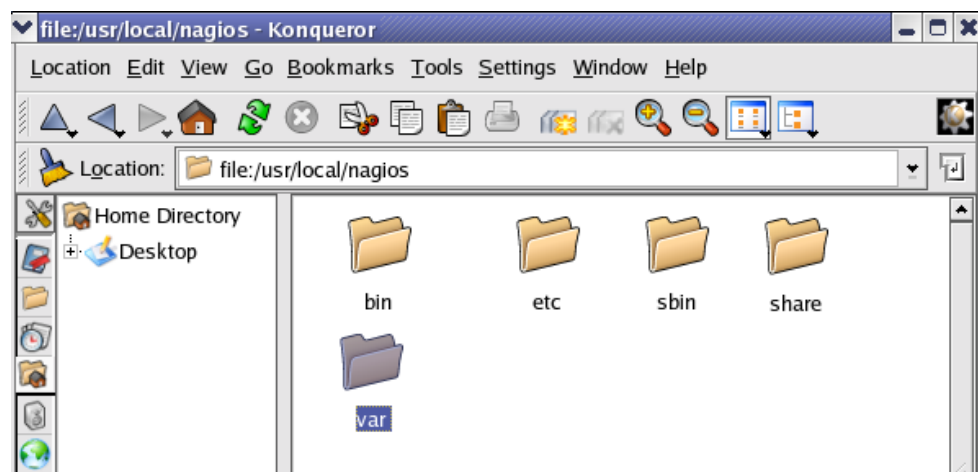 file:/usr/local/nagios - Konqueror
Location Edit View Go Bookmarks Tools Settings Window Help
Location: file:/usr/local/nagios
Home Directory
Desktop
bin etc sbin share
var